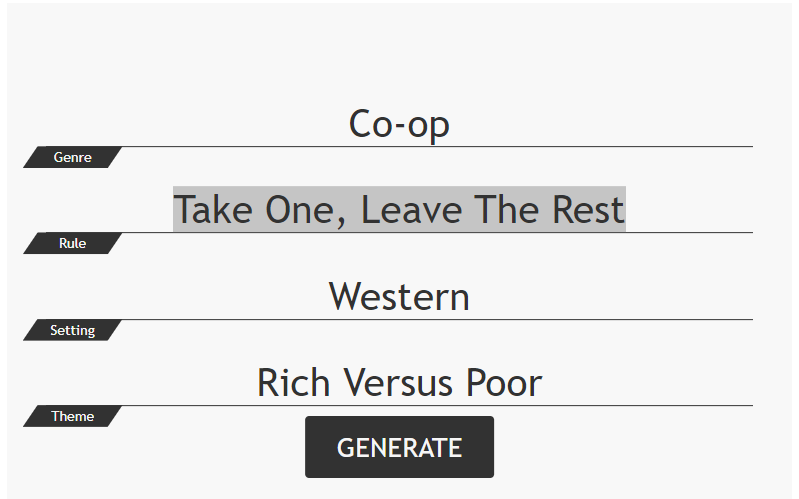 Co-op
Genre
Take One, Leave The Rest
Rule
Western
Setting
Rich Versus Poor
Theme
GENERATE